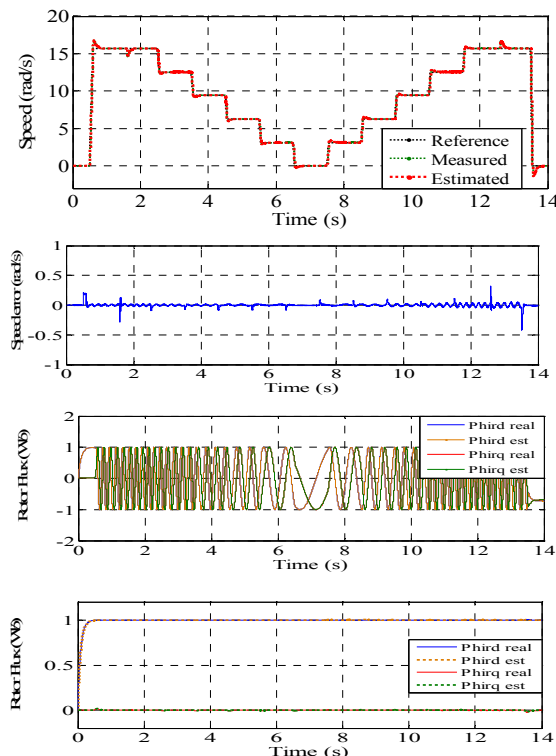 20
15
10
5
0
Speed (rad/s)
Reference
Measured
Estimated
0 2 4 6 8 10 12 14
Time (s)
1
0.5
0
-0.5
-1
Speed error (rad/s)
0 2 4 6 8 10 12 14
Time (s)
2
1
0
-1
-2
Rotor Flux (Wb)
Phird real
Phird est
Phirq real
Phirq est
0 2 4 6 8 10 12 14
Time (s)
1
0.5
0
Rotor Flux (Wb)
Phird real
Phird est
Phirq real
Phirq est
0 2 4 6 8 10 12 14
Time (s)